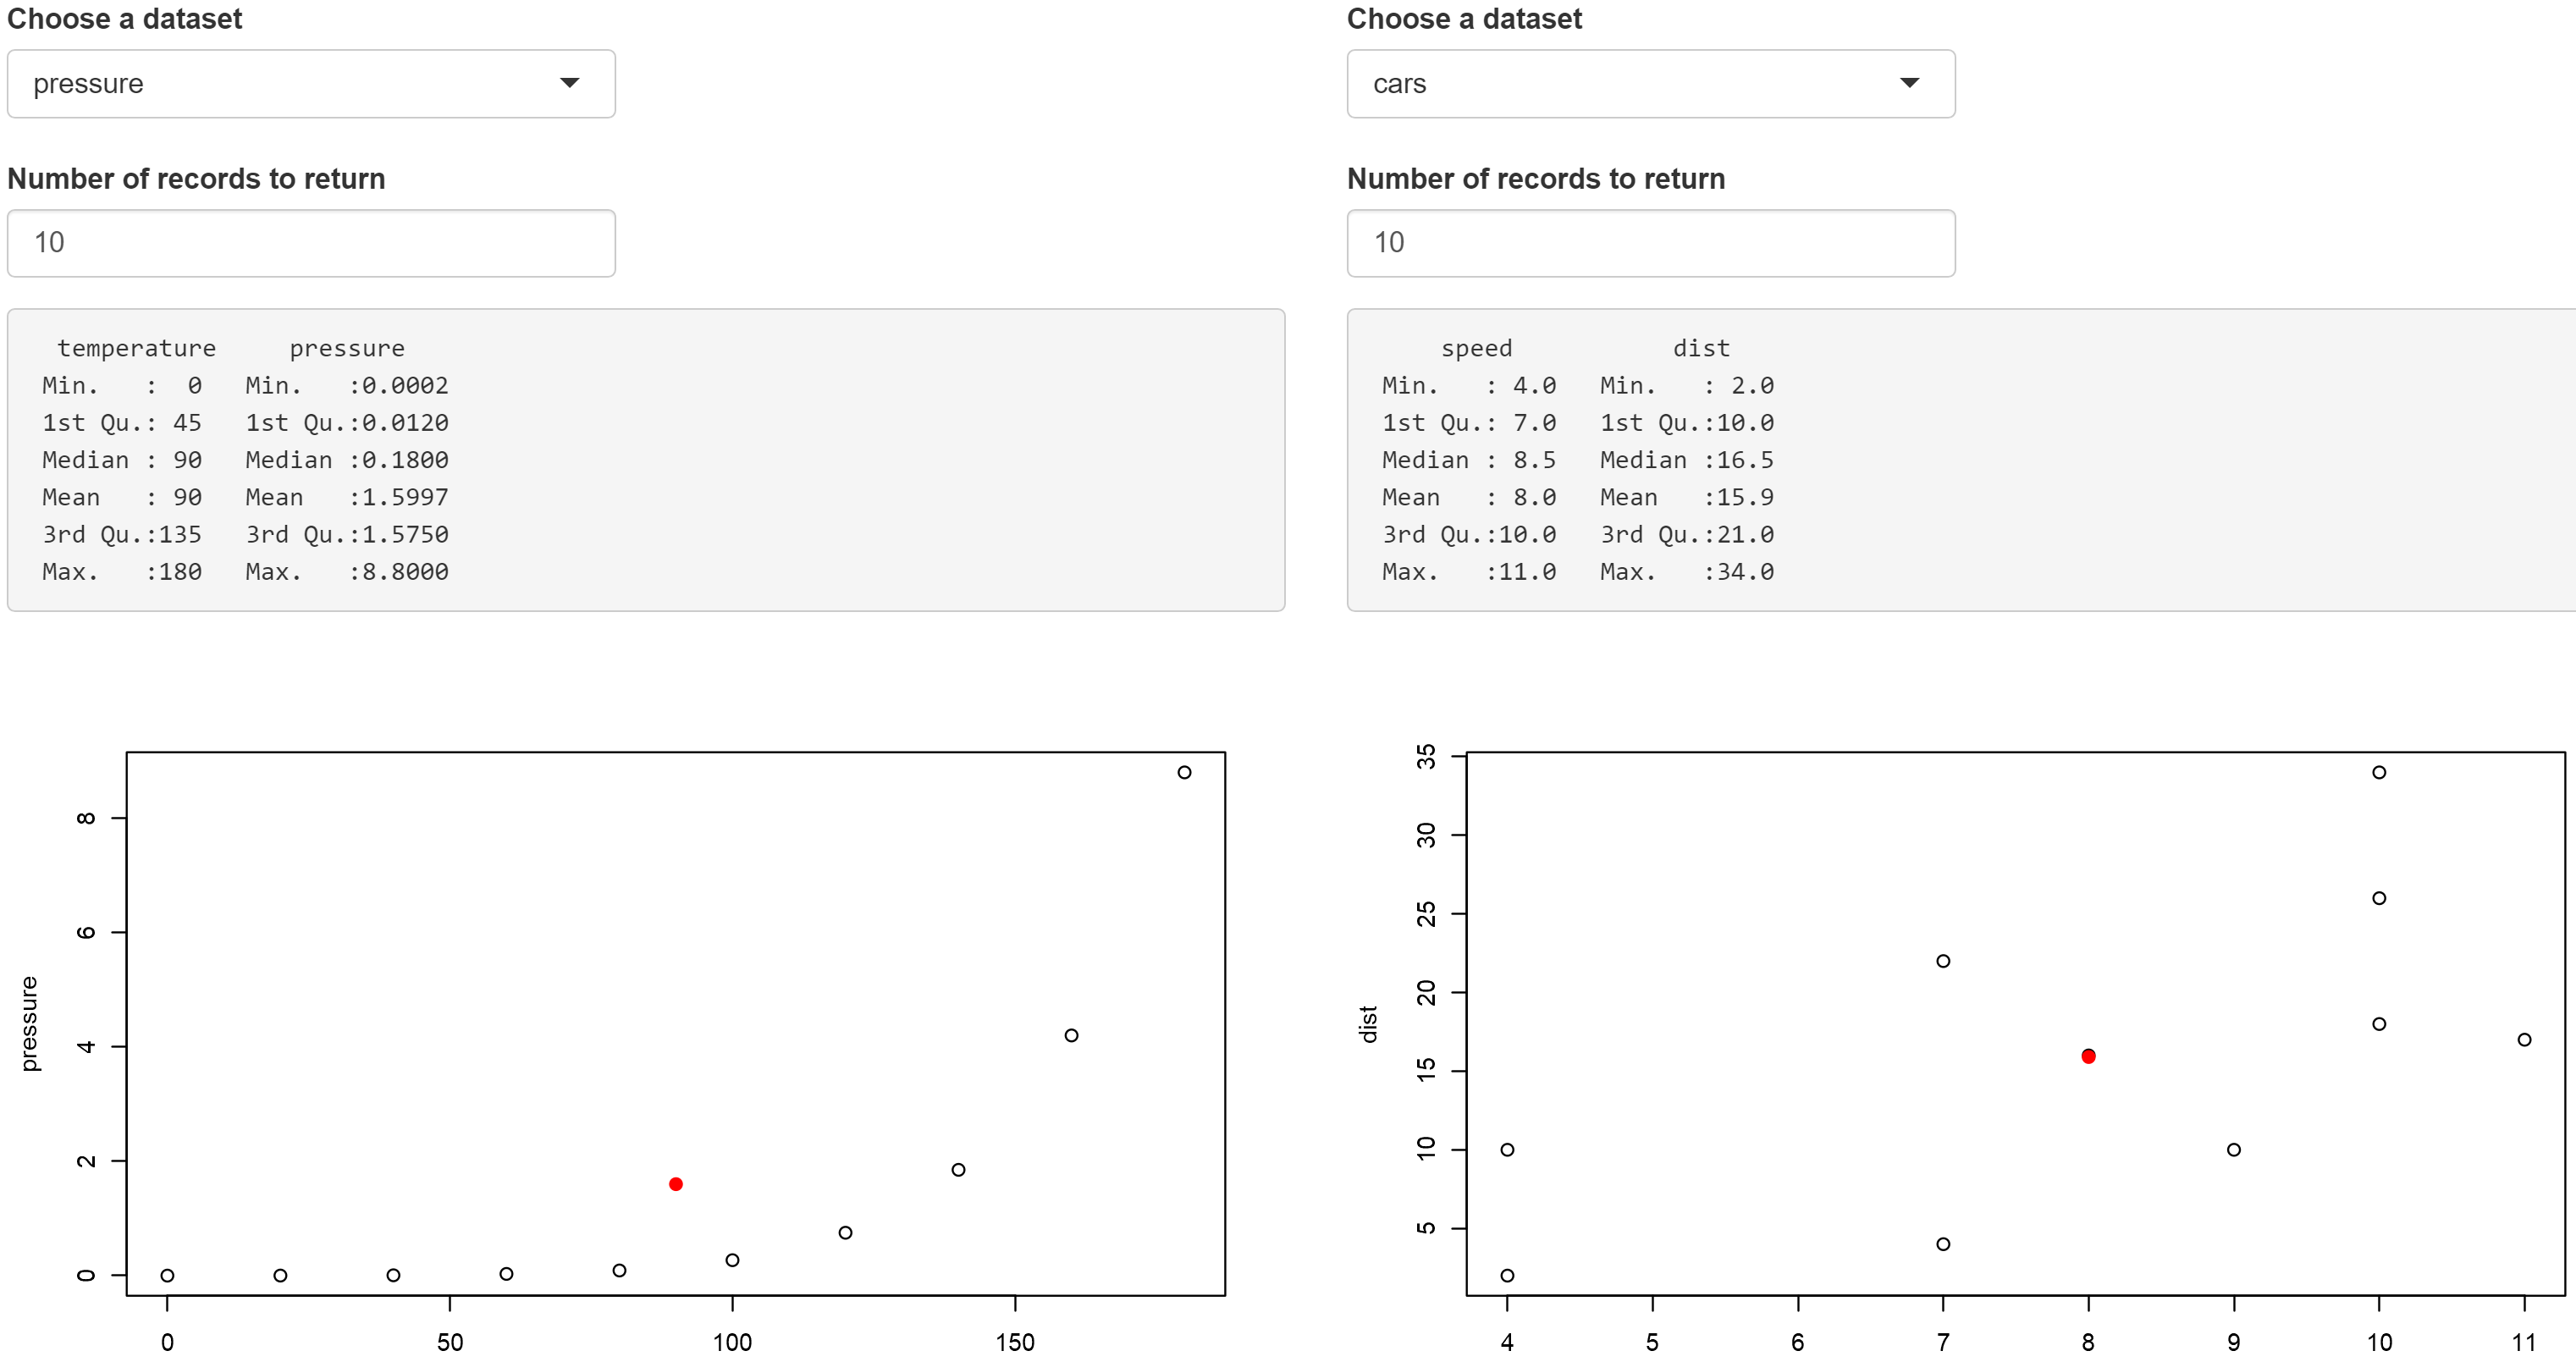 Choose a dataset
pressure
Number of records to return
10
temperature     pressure
Min.   :  0   Min.   :0.0002
1st Qu.: 45   1st Qu.:0.0120
Median : 90   Median :0.1800
Mean   : 90   Mean   :1.5997
3rd Qu.:135   3rd Qu.:1.5750
Max.   :180   Max.   :8.8000
pressure
8
6
4
2
0
0 50 100 150
Choose a dataset
cars
Number of records to return
10
speed           dist
Min.   : 4.0   Min.   : 2.0
1st Qu.: 7.0   1st Qu.:10.0
Median : 8.5   Median :16.5
Mean   : 8.0   Mean   :15.9
3rd Qu.:10.0   3rd Qu.:21.0
Max.   :11.0   Max.   :34.0
dist
35
30
25
20
15
10
5
4 5 6 7 8 9 10 11